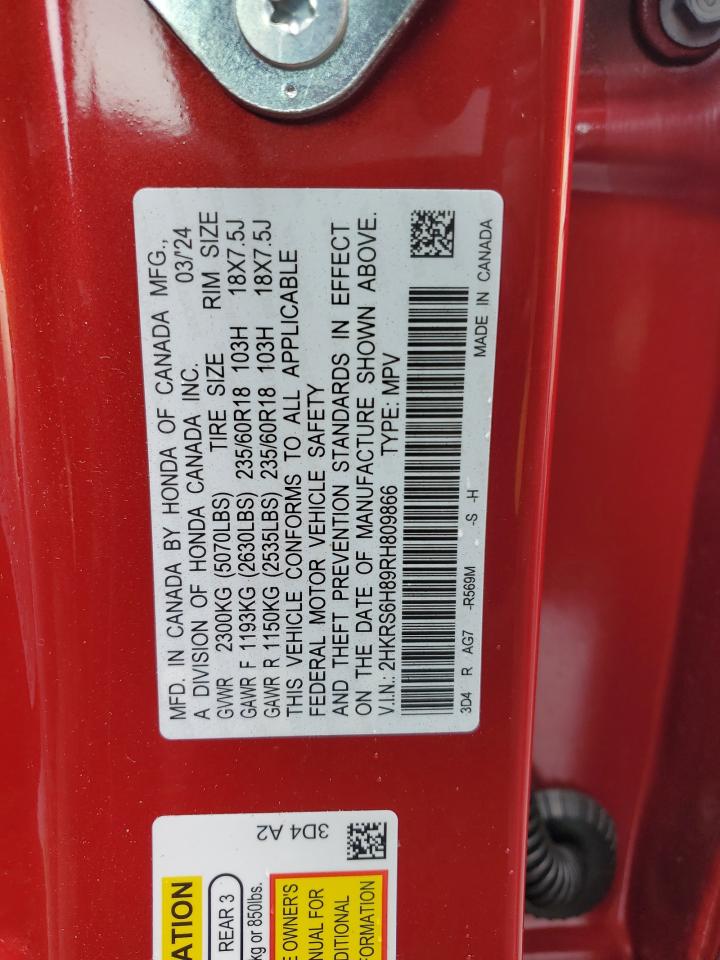 MFD. IN CANADA BY HONDA OF CANADA MFG.,
A DIVISION OF HONDA CANADA INC. 03/'24
GVWR 2300KG (5070LBS) TIRE SIZE RIM SIZE
GAWR F 1193KG (2630LBS) 235/60R18 103H 18X7.5J
GAWR R 1150KG (2535LBS) 235/60R18 103H 18X7.5J
THIS VEHICLE CONFORMS TO ALL APPLICABLE
FEDERAL MOTOR VEHICLE SAFETY
AND THEFT PREVENTION STANDARDS IN EFFECT
ON THE DATE OF MANUFACTURE SHOWN ABOVE.
V.I.N.: 2HKRS6H89RH809866 TYPE: MPV
3D4 R AG7 -R569M -S -H MADE IN CANADA
3D4 A2
ATION
REAR 3
kg or 850lbs.
E OWNER'S
NUAL FOR
DITIONAL
FORMATION